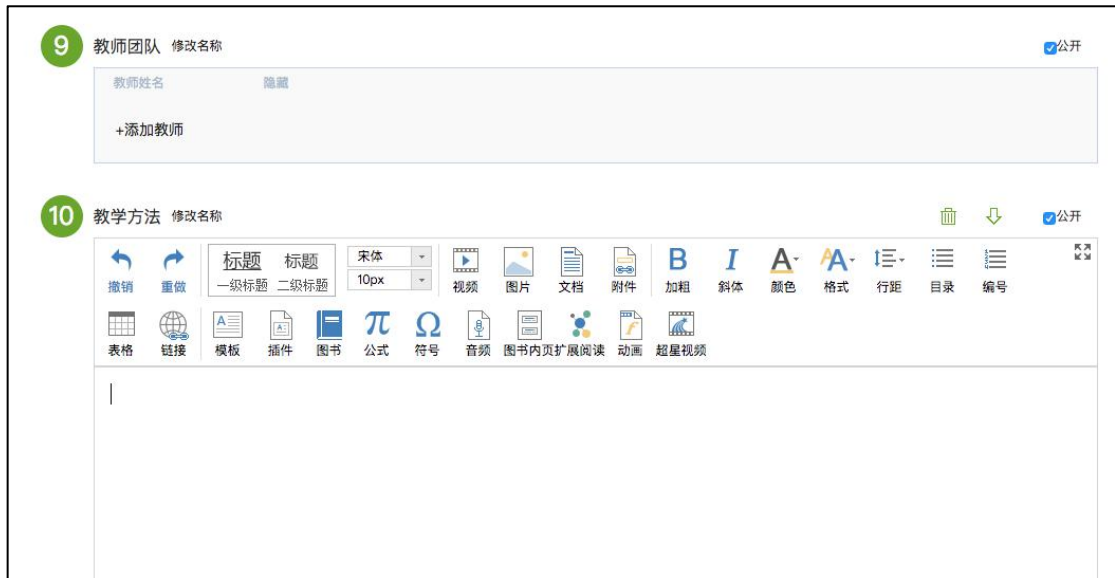 9 教师团队 修改名称 公开
教师姓名 隐藏
+添加教师
10 教学方法 修改名称 公开
标题 标题 宋体
撤销 重做 一级标题 二级标题 10px 视频 图片 文档 附件 B 加粗 I 斜体 A 颜色 AA 格式 行距 目录 编号
π Ω
表格 链接 模板 插件 图书 公式 符号 音频 图书内页 扩展阅读 动画 超星视频